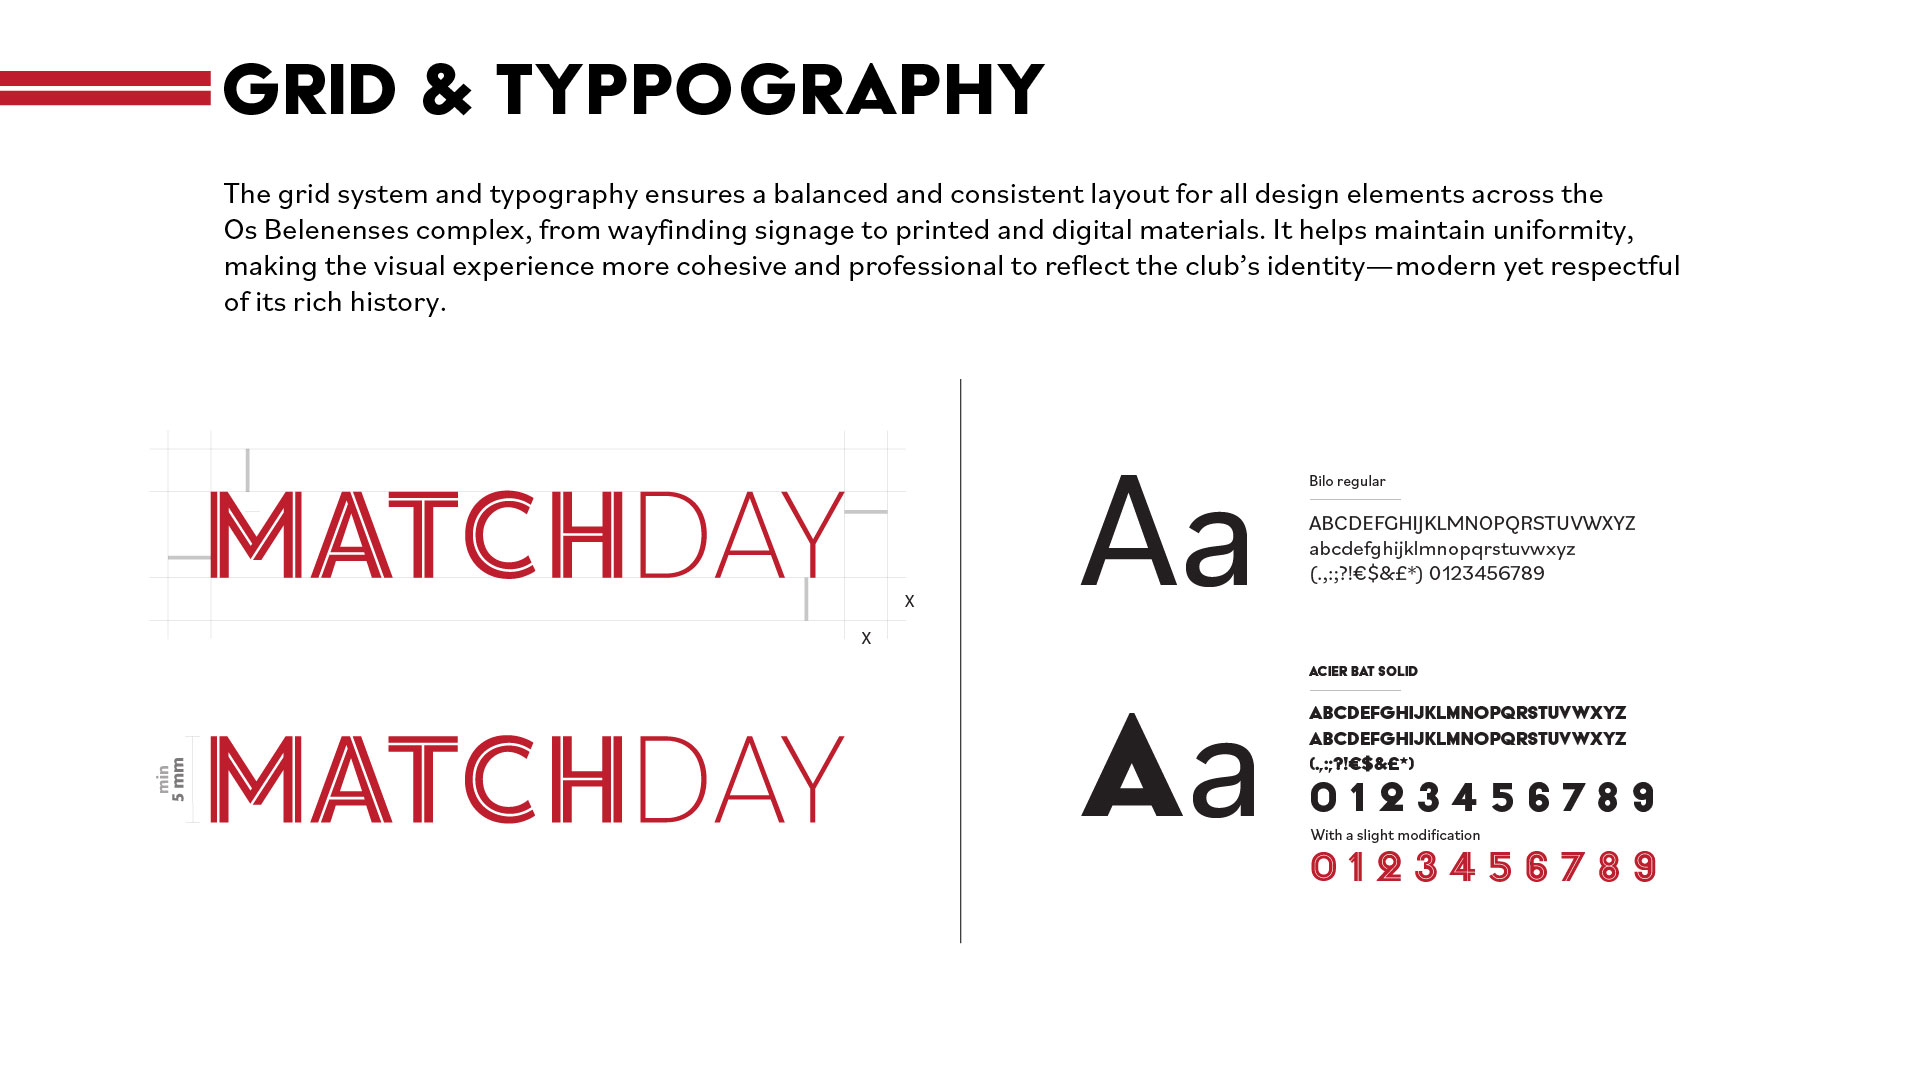 GRID & TYPPOGRAPHY
The grid system and typography ensures a balanced and consistent layout for all design elements across the
Os Belenenses complex, from wayfinding signage to printed and digital materials. It helps maintain uniformity,
making the visual experience more cohesive and professional to reflect the club’s identity—modern yet respectful
of its rich history.
MATCHDAY
X
X
min
5 mm
MATCHDAY
Aa
Bilo regular
ABCDEFGHIJKLMNOPQRSTUVWXYZ
abcdefghijklmnopqrstuvwxyz
(.,:;?!€$&£*) 0123456789
Aa
ACIER BAT SOLID
ABCDEFGHIJKLMNOPQRSTUVWXYZ
ABCDEFGHIJKLMNOPQRSTUVWXYZ
(.,:;?!€$&£*)
0 1 2 3 4 5 6 7 8 9
With a slight modification
0 1 2 3 4 5 6 7 8 9